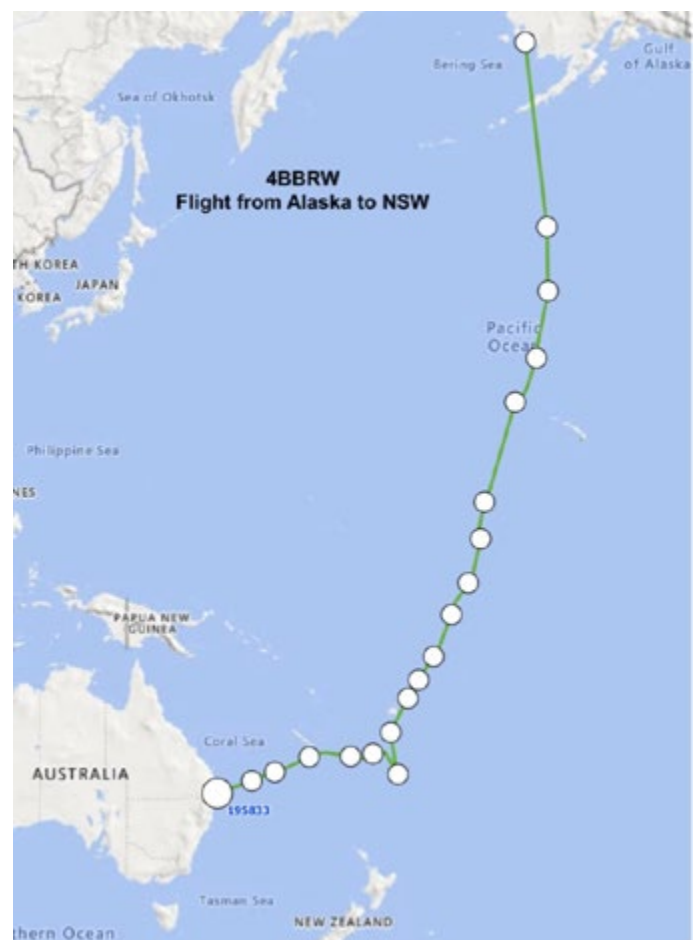 Gulf
of Alaska
Bering Sea
Sea of Okhotsk
4BBRW
Flight from Alaska to NSW
TH KOREA
KOREA
JAPAN
Pacific
Ocean
Philippine Sea
NES
PAPUA NEW
GUINEA
Coral Sea
AUSTRALIA
195833
Tasman Sea
NEW ZEALAND
thern Ocean